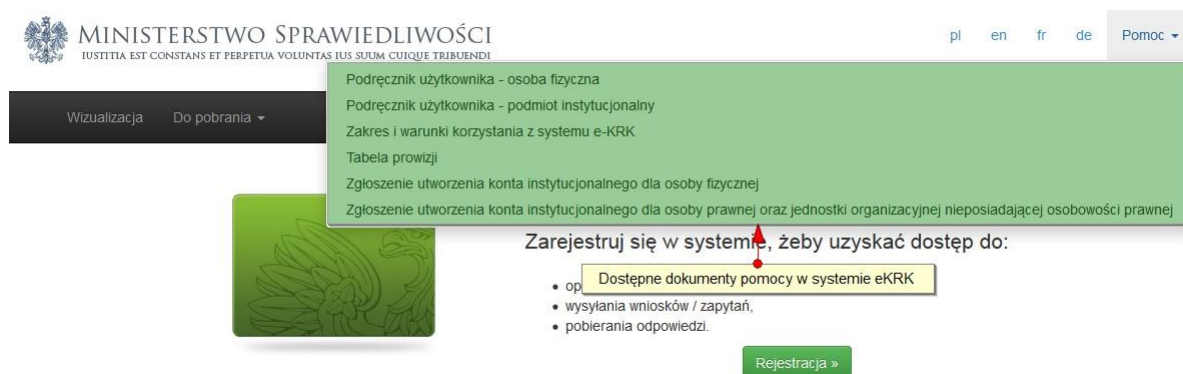 MINISTERSTWO SPRAWIEDLIWOŚCI
IUSTITIA EST CONSTANS ET PERPETUA VOLUNTAS IUS SUUM CUIQUE TRIBUENDI
pl en fr de Pomoc
Wizualizacja Do pobrania
Podręcznik użytkownika - osoba fizyczna
Podręcznik użytkownika - podmiot instytucjonalny
Zakres i warunki korzystania z systemu e-KRK
Tabela prowizji
Zgłoszenie utworzenia konta instytucjonalnego dla osoby fizycznej
Zgłoszenie utworzenia konta instytucjonalnego dla osoby prawnej oraz jednostki organizacyjnej nieposiadającej osobowości prawnej
Zarejestruj się w systemie, żeby uzyskać dostęp do:
Dostępne dokumenty pomocy w systemie eKRK
• wysyłania wniosków / zapytań,
• pobierania odpowiedzi.
Rejestracja »